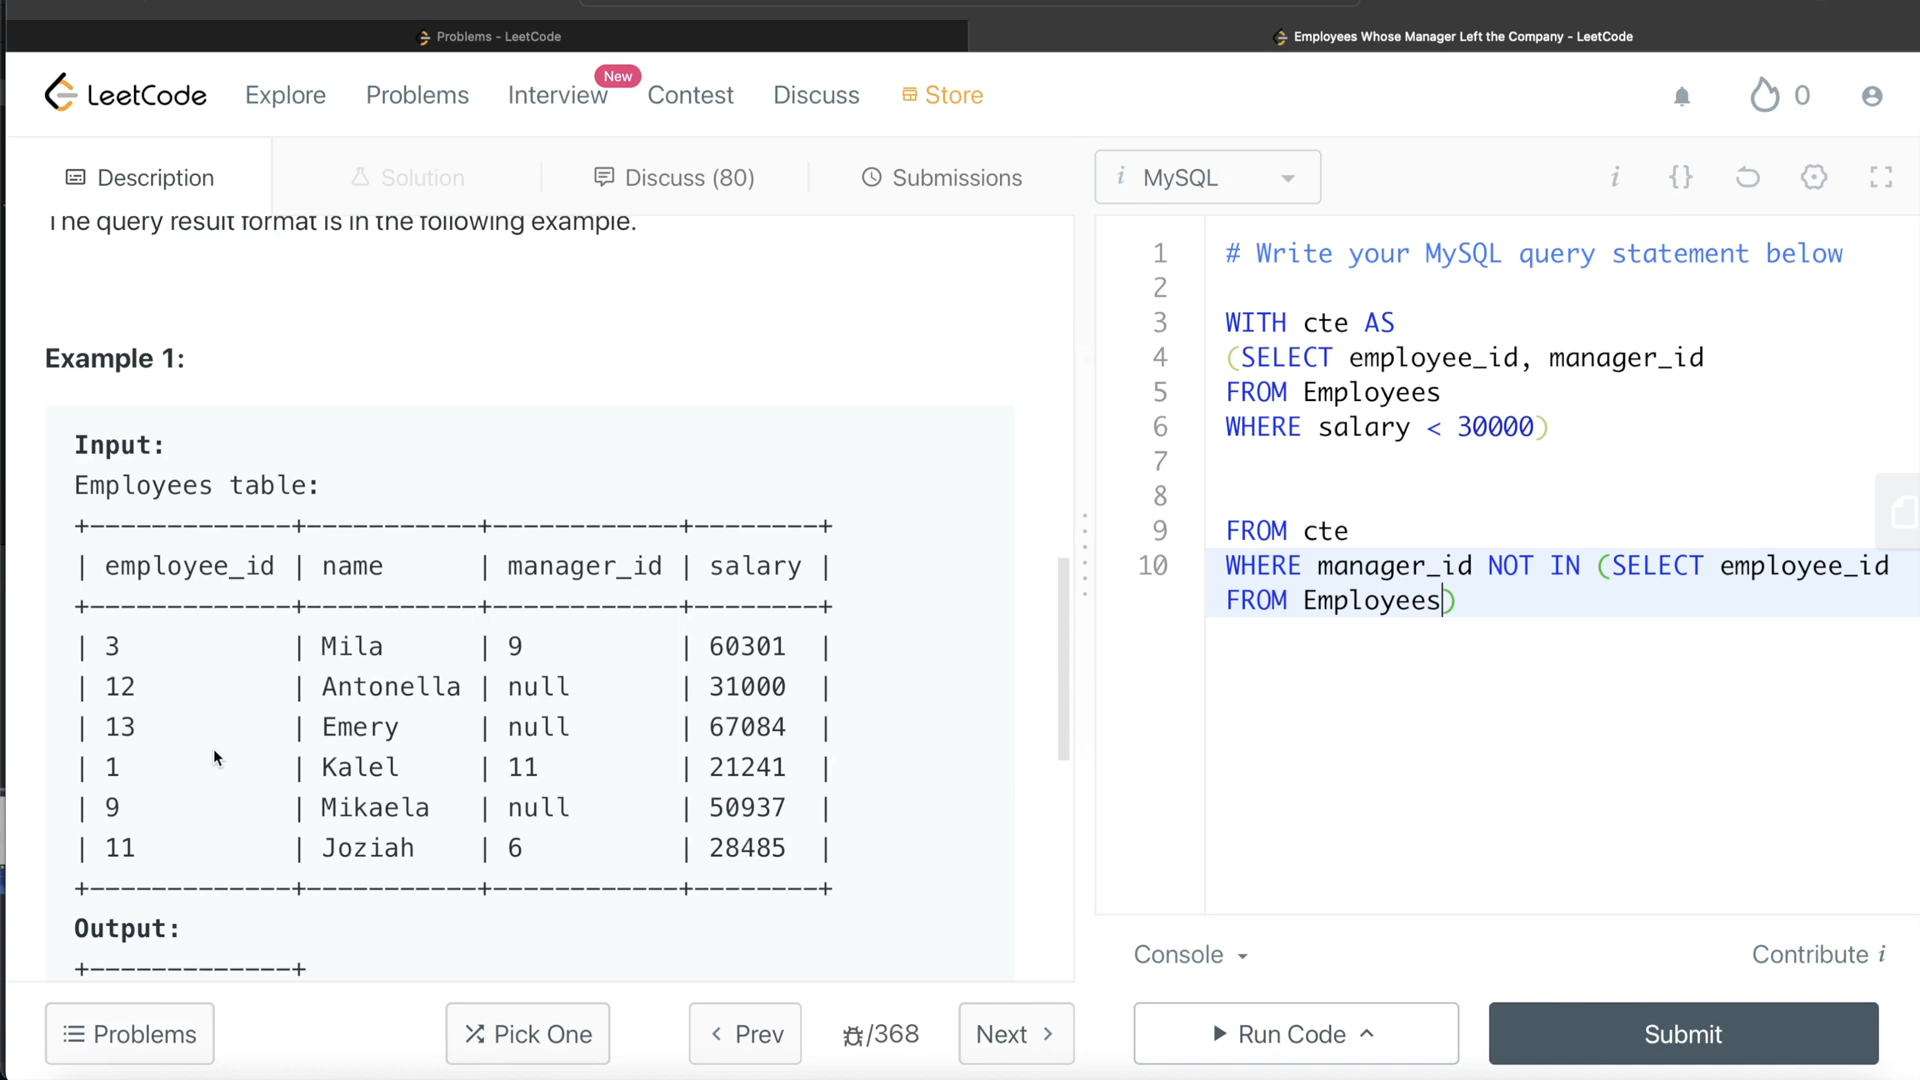 Problems - LeetCode
Employees Whose Manager Left the Company - LeetCode
LeetCode Explore Problems Interview New Contest Discuss Store 0
Description Solution Discuss (80) Submissions
i MySQL i {}
The query result format is in the following example.
Example 1:
Input:
Employees table:
+-------------+-----------+------------+--------+
| employee_id | name      | manager_id | salary |
+-------------+-----------+------------+--------+
| 3           | Mila      | 9          | 60301  |
| 12          | Antonella | null       | 31000  |
| 13          | Emery     | null       | 67084  |
| 1           | Kalel     | 11         | 21241  |
| 9           | Mikaela   | null       | 50937  |
| 11          | Joziah    | 6          | 28485  |
+-------------+-----------+------------+--------+
Output:
+-------------+
1 # Write your MySQL query statement below
2
3 WITH cte AS
4 (SELECT employee_id, manager_id
5 FROM Employees
6 WHERE salary < 30000)
7
8
9 FROM cte
10 WHERE manager_id NOT IN (SELECT employee_id
FROM Employees)
Console Contribute i
Problems Pick One < Prev /368 Next > Run Code Submit